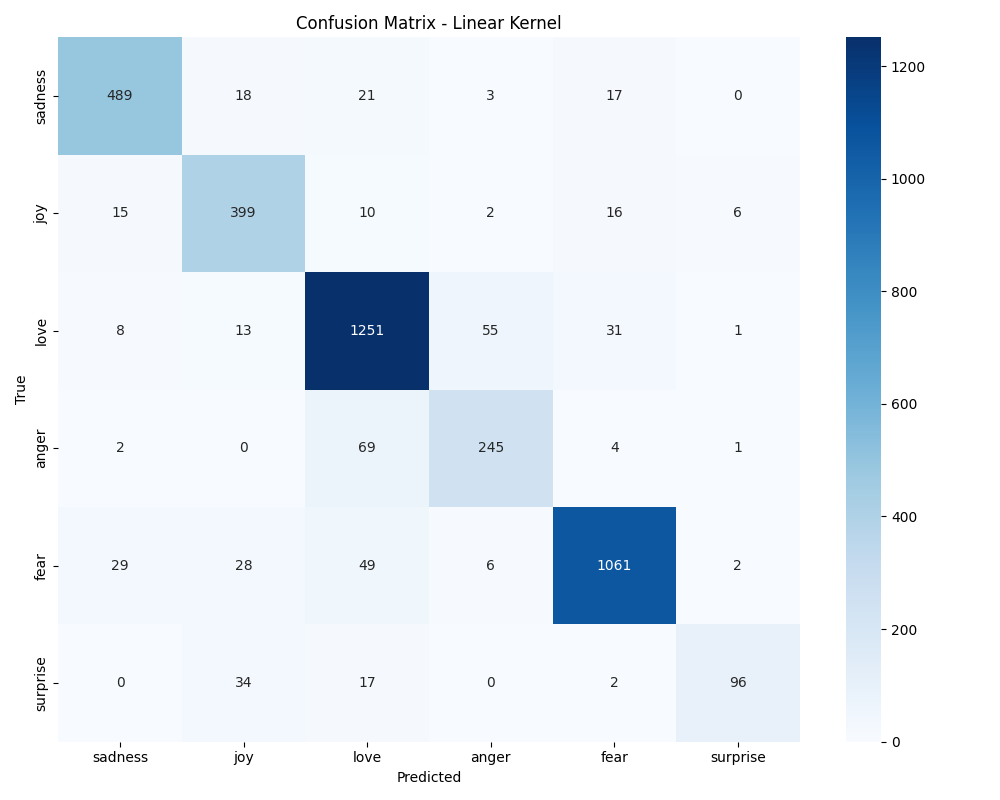 Confusion Matrix - Linear Kernel
True
sadness 489 18 21 3 17 0
joy 15 399 10 2 16 6
love 8 13 1251 55 31 1
anger 2 0 69 245 4 1
fear 29 28 49 6 1061 2
surprise 0 34 17 0 2 96
sadness joy love anger fear surprise
Predicted
1200
1000
800
600
400
200
0